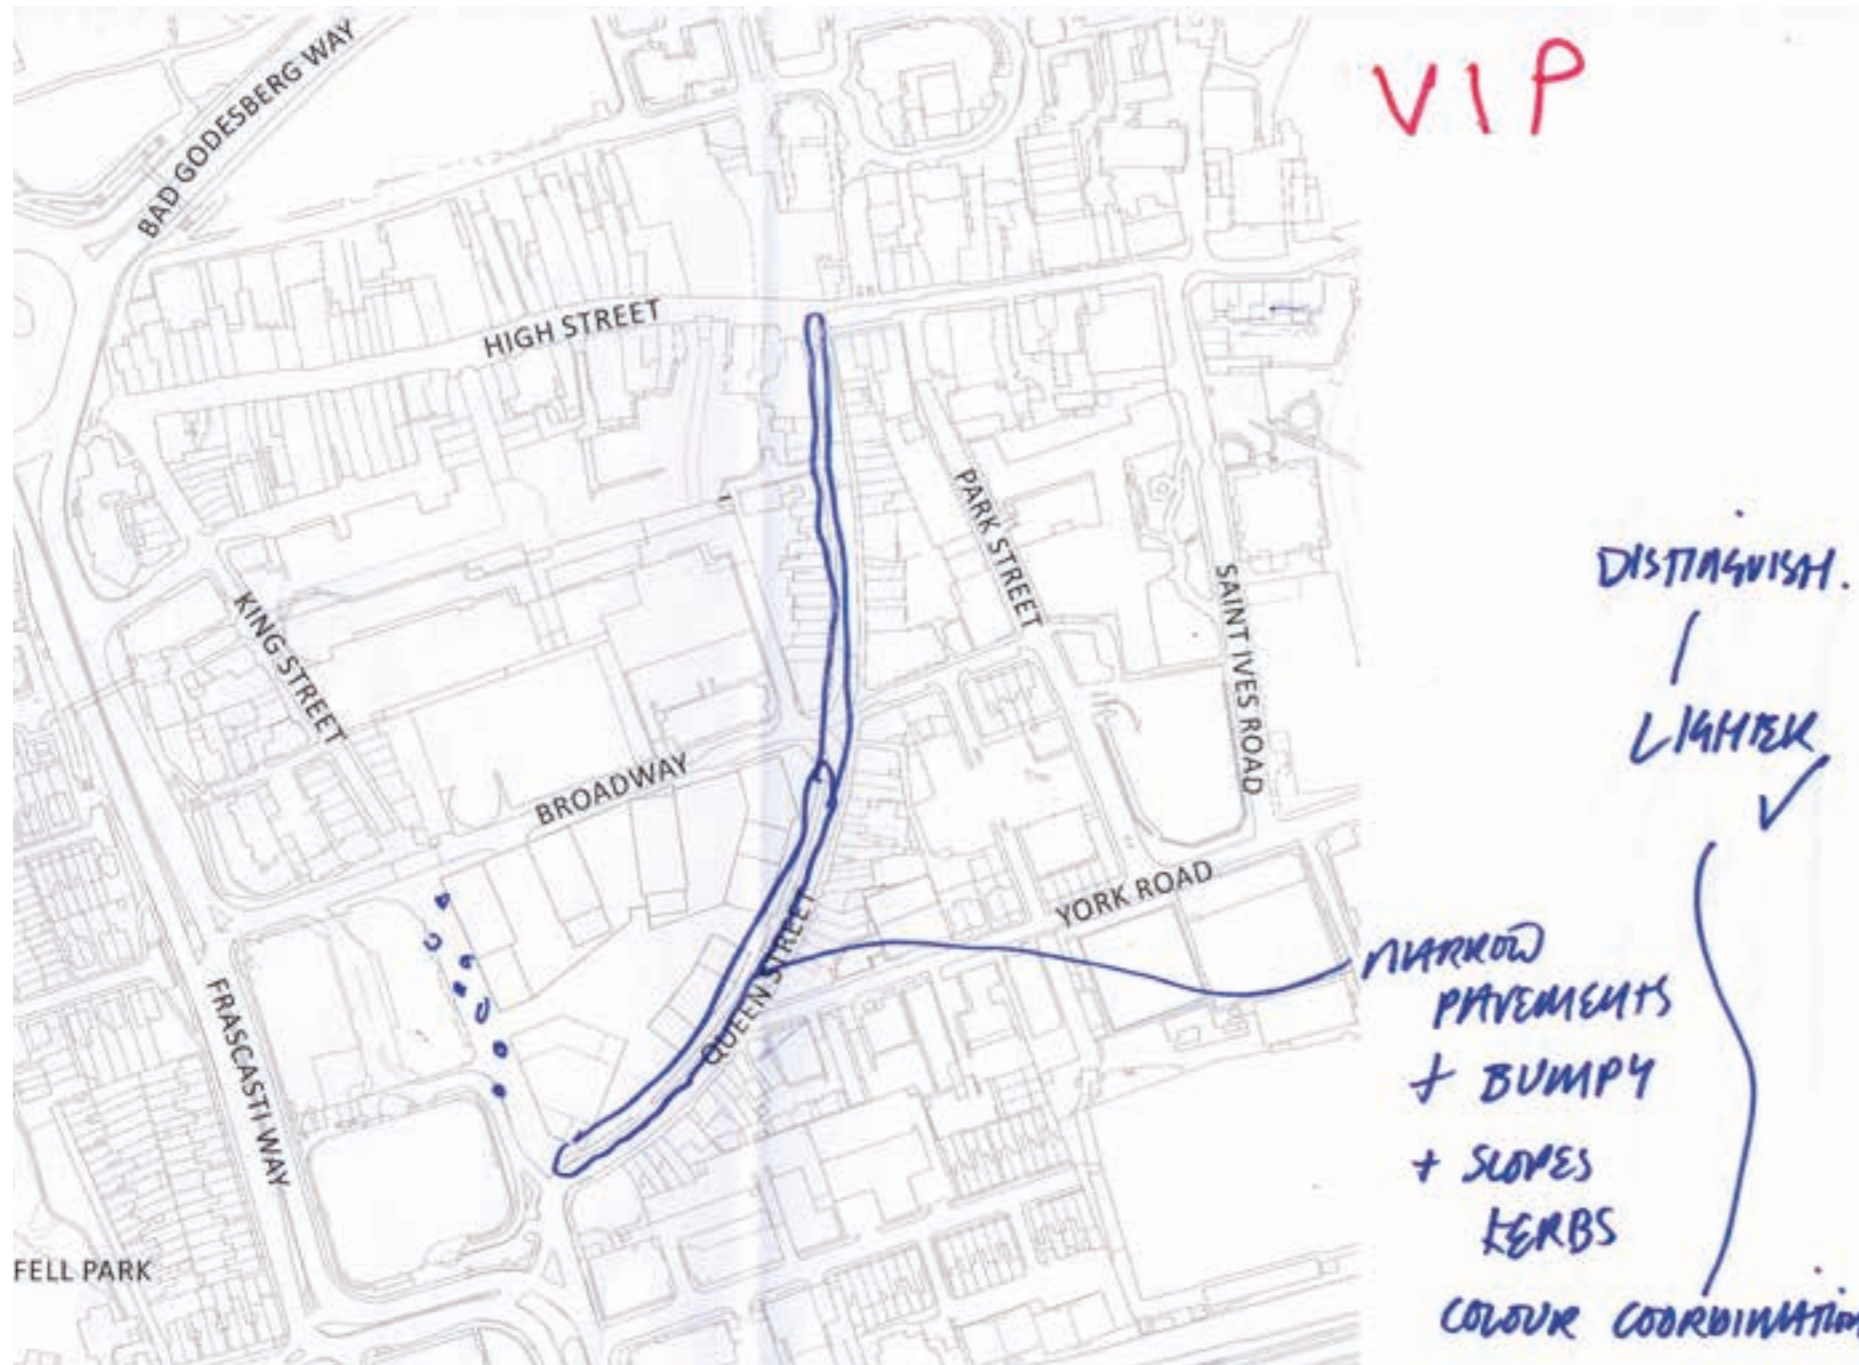 VIP
BAD GODESBERG WAY
HIGH STREET
PARK STREET
SAINT IVES ROAD
KING STREET
BROADWAY
QUEEN STREET
YORK ROAD
FRASCASTI WAY
FELL PARK
DISTINGUISH.
LIGHTER
NARROW
PAVEMENTS
+ BUMPY
+ SLOPES
KERBS
COLOUR COORDINATION